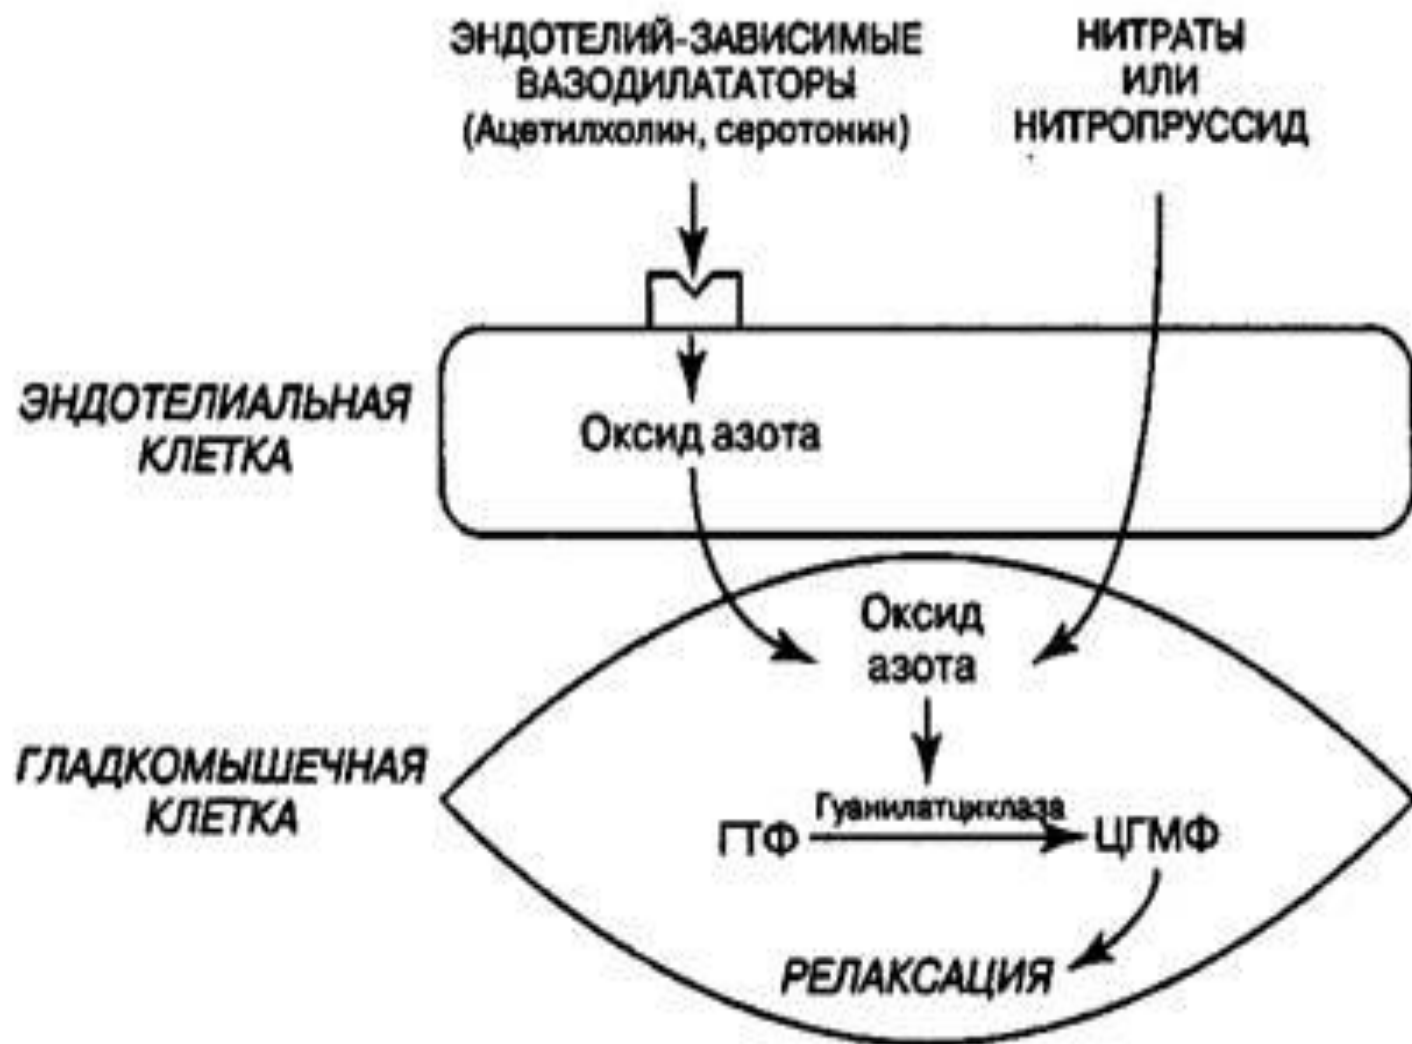 ЭНДОТЕЛИЙ-ЗАВИСИМЫЕ
ВАЗОДИЛАТАТОРЫ
(Ацетилхолин, серотонин)
НИТРАТЫ
ИЛИ
НИТРОПРУССИД
ЭНДОТЕЛИАЛЬНАЯ
КЛЕТКА
Оксид азота
Оксид
азота
ГЛАДКОМЫШЕЧНАЯ
КЛЕТКА
Гуанилатциклаза
ГТФ
ЦГМФ
РЕЛАКСАЦИЯ